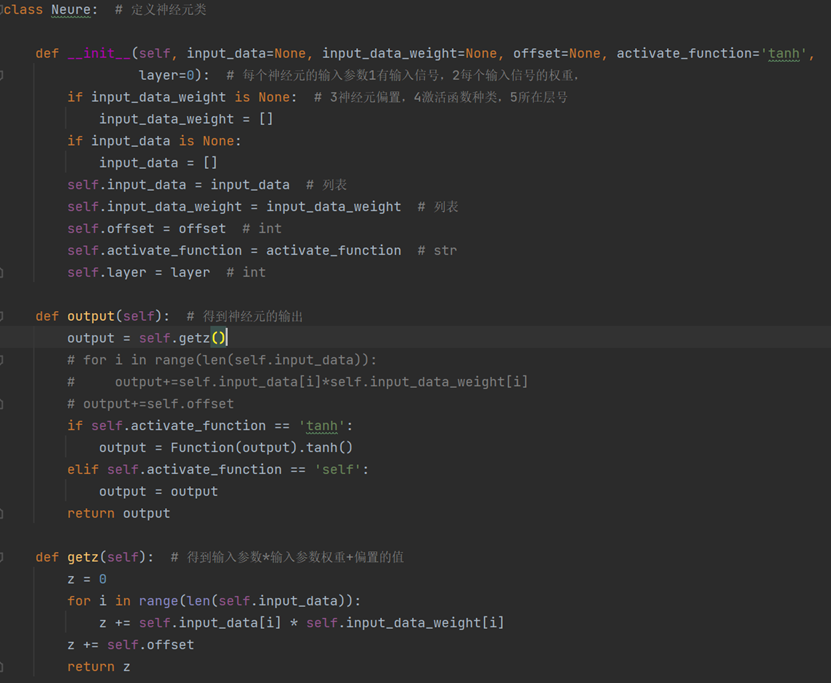 class Neure:  # 定义神经元类
    def __init__(self, input_data=None, input_data_weight=None, offset=None, activate_function='tanh',
                 layer=0):  # 每个神经元的输入参数1有输入信号，2每个输入信号的权重，
        if input_data_weight is None:  # 3神经元偏置，4激活函数种类，5所在层号
            input_data_weight = []
        if input_data is None:
            input_data = []
        self.input_data = input_data  # 列表
        self.input_data_weight = input_data_weight  # 列表
        self.offset = offset  # int
        self.activate_function = activate_function  # str
        self.layer = layer  # int
    def output(self):  # 得到神经元的输出
        output = self.getz()
        # for i in range(len(self.input_data)):
        #     output+=self.input_data[i]*self.input_data_weight[i]
        # output+=self.offset
        if self.activate_function == 'tanh':
            output = Function(output).tanh()
        elif self.activate_function == 'self':
            output = output
        return output
    def getz(self):  # 得到输入参数*输入参数权重+偏置的值
        z = 0
        for i in range(len(self.input_data)):
            z += self.input_data[i] * self.input_data_weight[i]
        z += self.offset
        return z